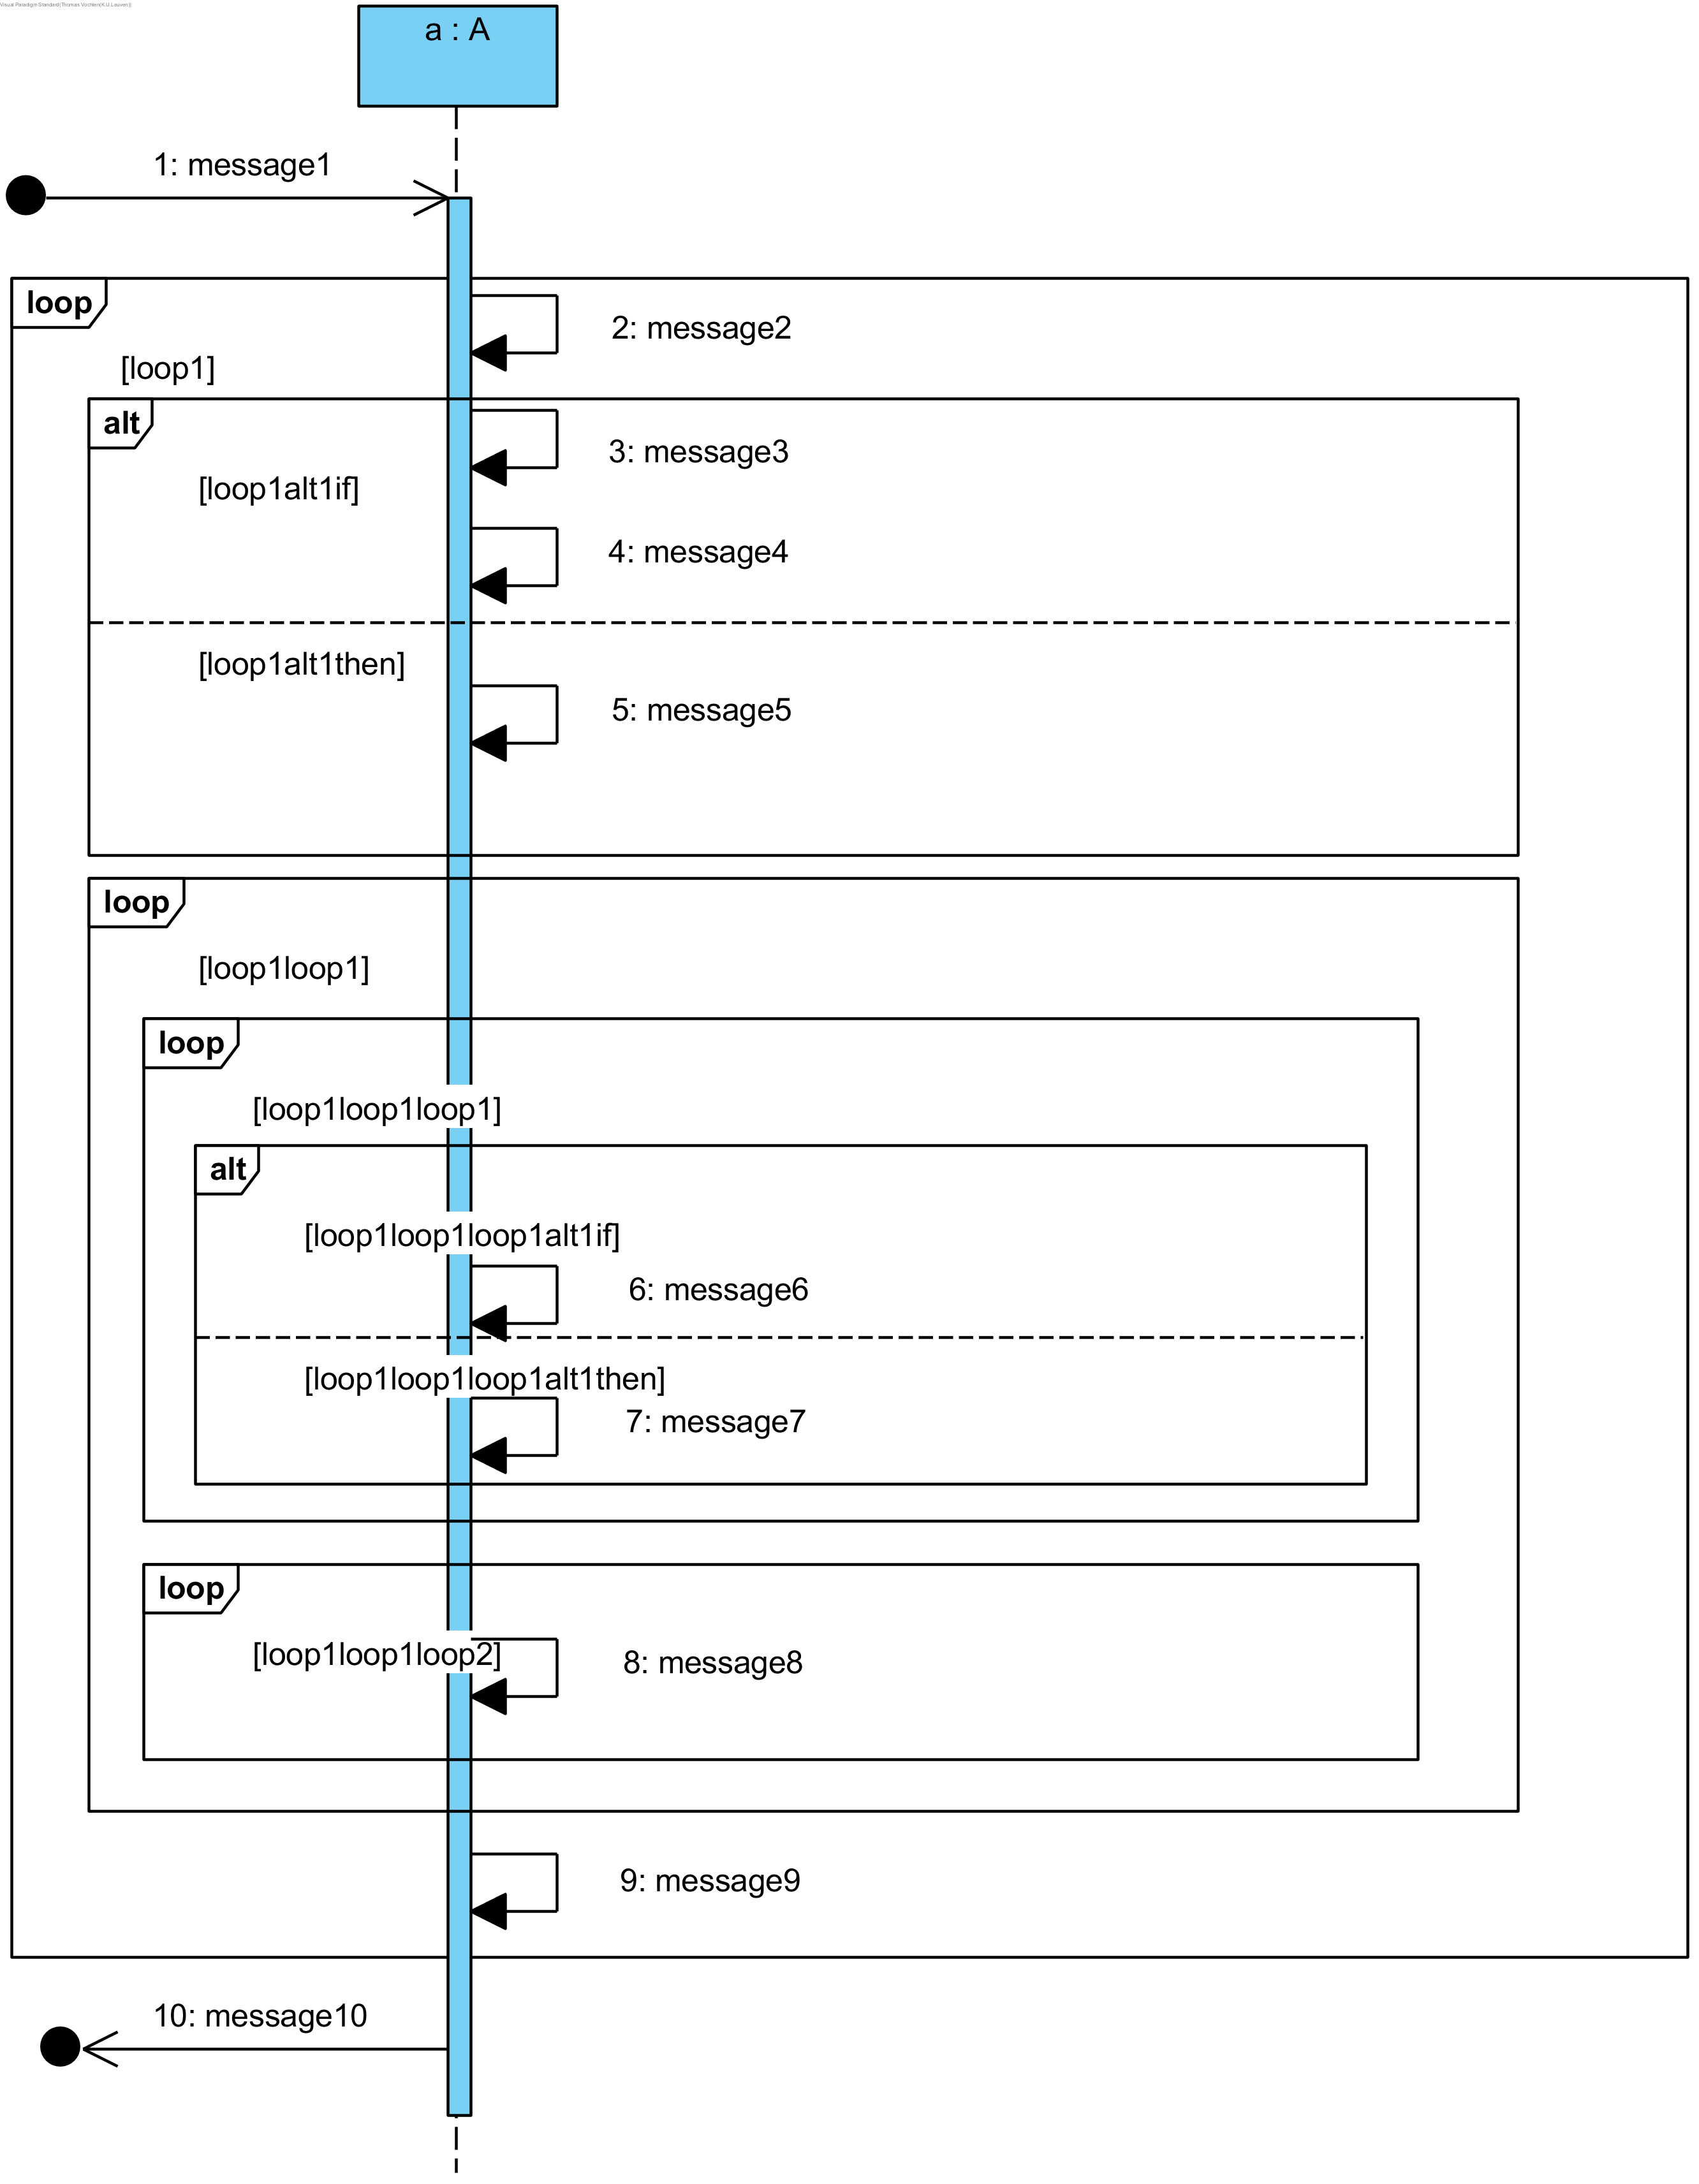 Visual Paradigm Standard(Thomas Vochten(K.U.Leuven))
a : A
1: message1
loop
2: message2
[loop1]
alt
3: message3
[loop1alt1if]
4: message4
[loop1alt1then]
5: message5
loop
[loop1loop1]
loop
[loop1loop1loop1]
alt
[loop1loop1loop1alt1if]
6: message6
[loop1loop1loop1alt1then]
7: message7
loop
[loop1loop1loop2]
8: message8
9: message9
10: message10